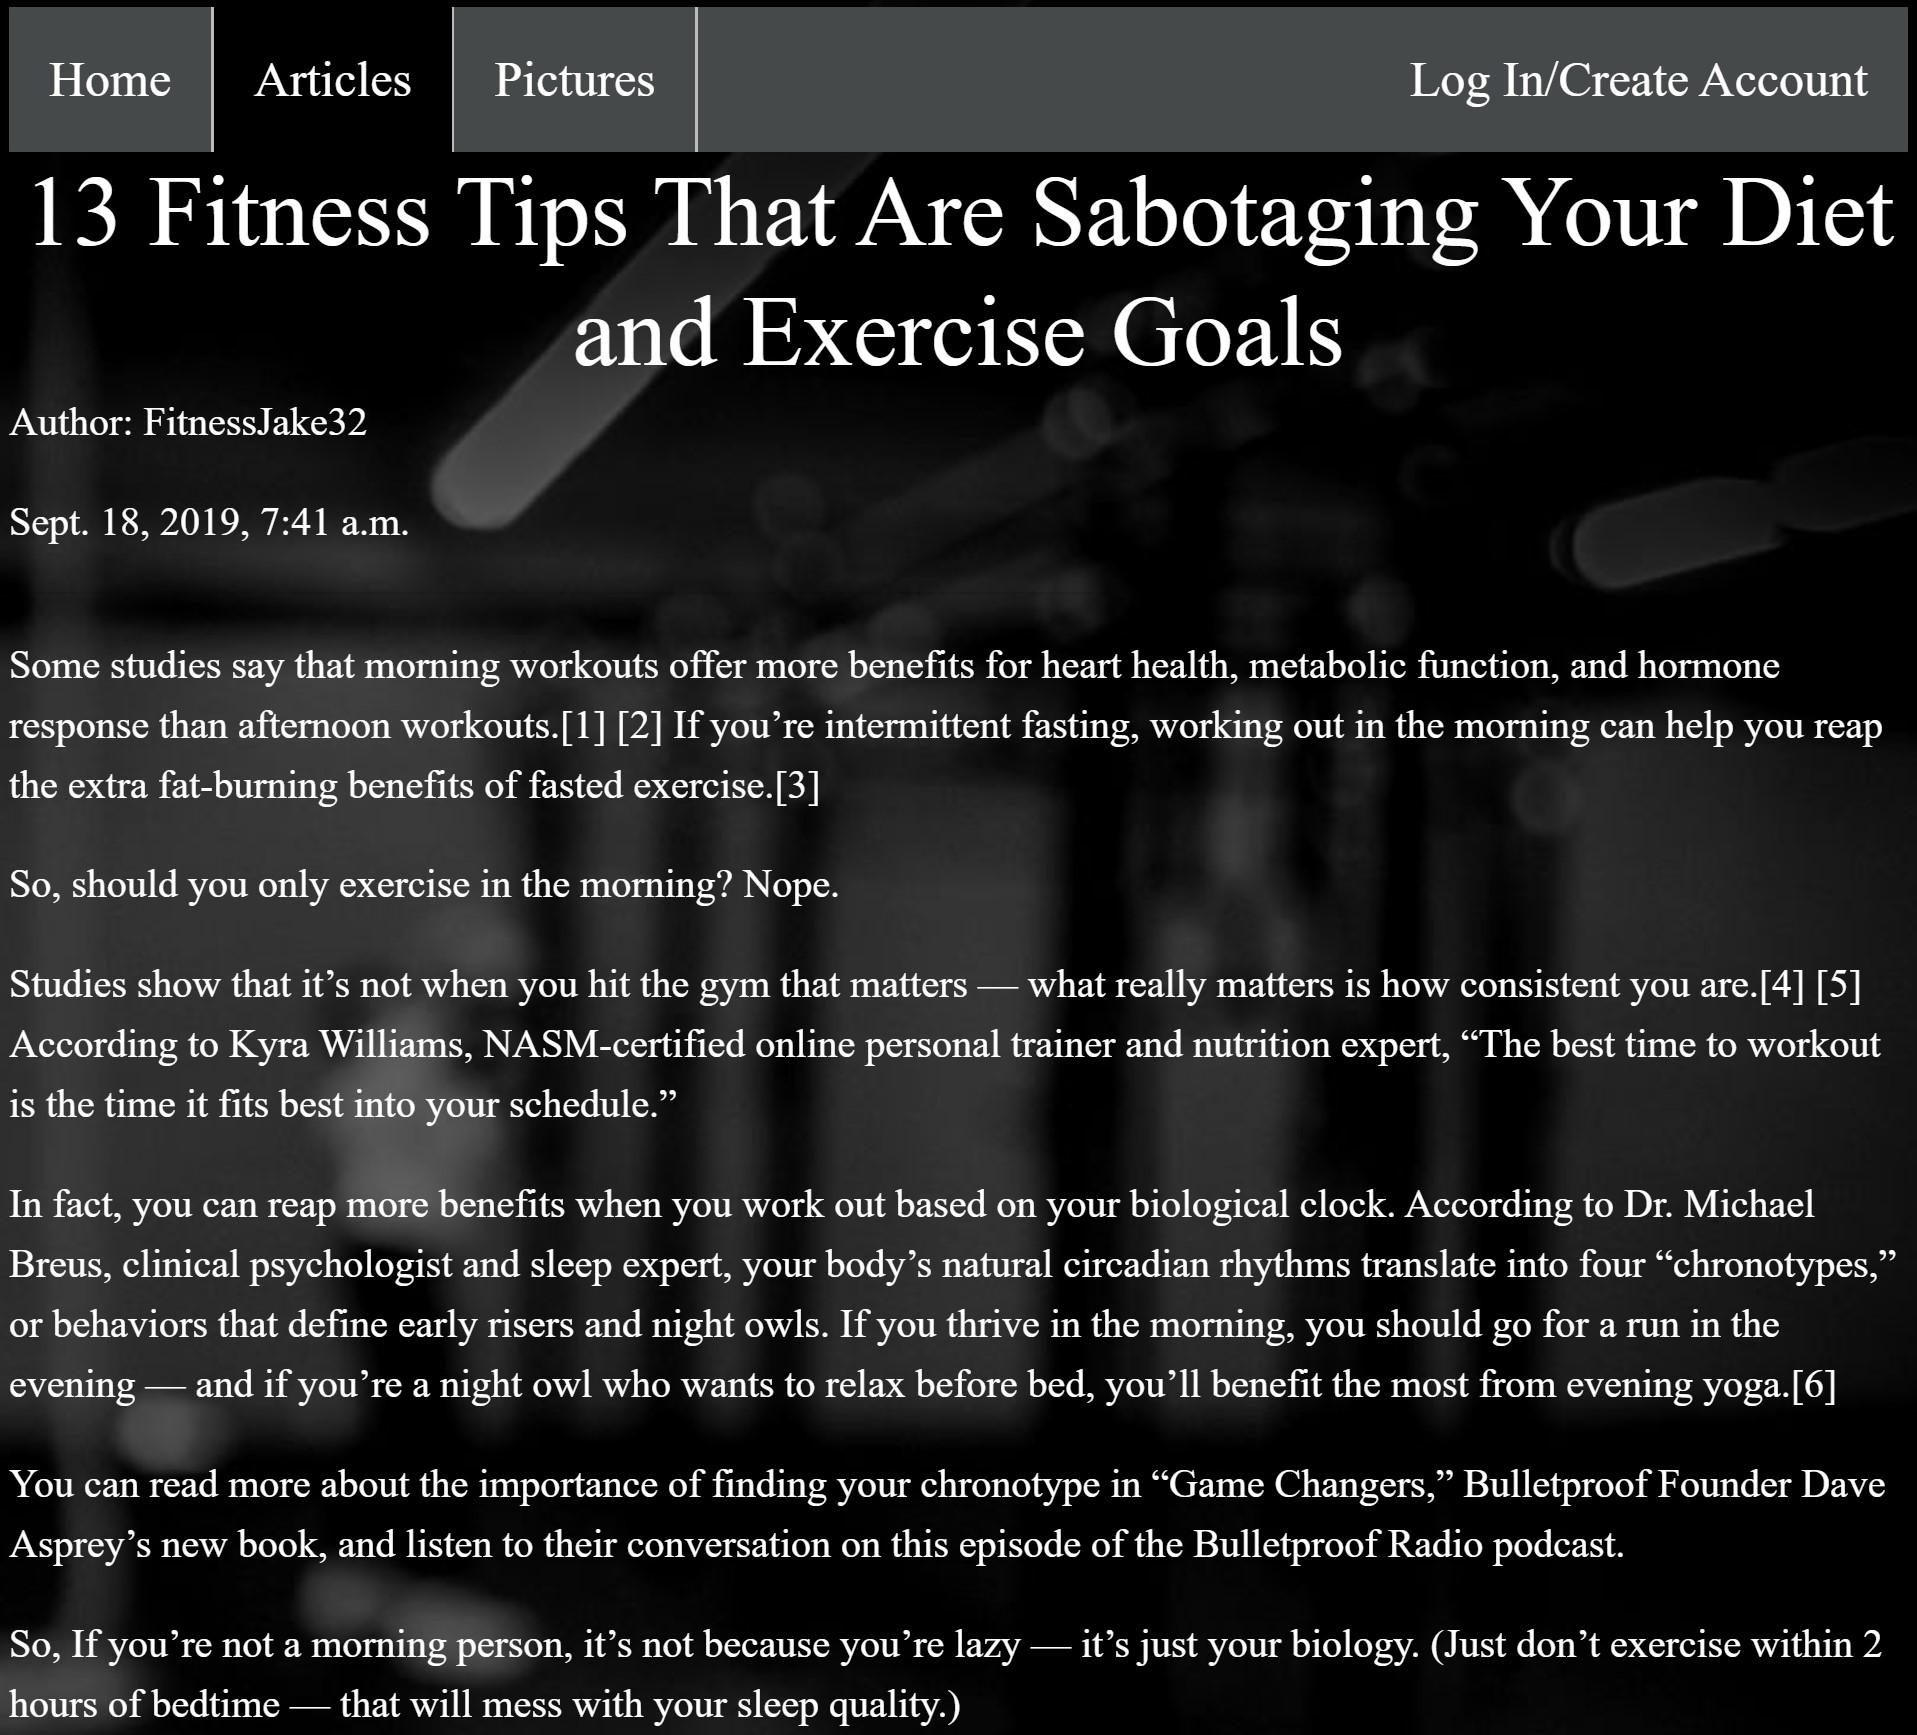 Home Articles Pictures Log In/Create Account
13 Fitness Tips That Are Sabotaging Your Diet
and Exercise Goals
Author: FitnessJake32
Sept. 18, 2019, 7:41 a.m.
Some studies say that morning workouts offer more benefits for heart health, metabolic function, and hormone
response than afternoon workouts.[1] [2] If you’re intermittent fasting, working out in the morning can help you reap
the extra fat-burning benefits of fasted exercise.[3]
So, should you only exercise in the morning? Nope.
Studies show that it’s not when you hit the gym that matters — what really matters is how consistent you are.[4] [5]
According to Kyra Williams, NASM-certified online personal trainer and nutrition expert, “The best time to workout
is the time it fits best into your schedule.”
In fact, you can reap more benefits when you work out based on your biological clock. According to Dr. Michael
Breus, clinical psychologist and sleep expert, your body’s natural circadian rhythms translate into four “chronotypes,”
or behaviors that define early risers and night owls. If you thrive in the morning, you should go for a run in the
evening — and if you’re a night owl who wants to relax before bed, you’ll benefit the most from evening yoga.[6]
You can read more about the importance of finding your chronotype in “Game Changers,” Bulletproof Founder Dave
Asprey’s new book, and listen to their conversation on this episode of the Bulletproof Radio podcast.
So, If you’re not a morning person, it’s not because you’re lazy — it’s just your biology. (Just don’t exercise within 2
hours of bedtime — that will mess with your sleep quality.)